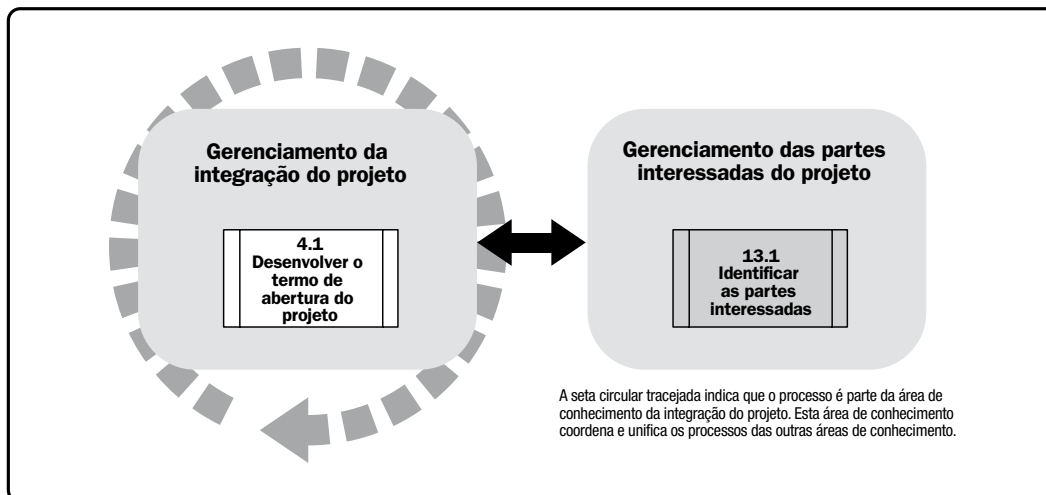 Gerenciamento da
integração do projeto
4.1
Desenvolver o
termo de
abertura do
projeto
Gerenciamento das partes
interessadas do projeto
13.1
Identificar
as partes
interessadas
A seta circular tracejada indica que o processo é parte da área de
conhecimento da integração do projeto. Esta área de conhecimento
coordena e unifica os processos das outras áreas de conhecimento.